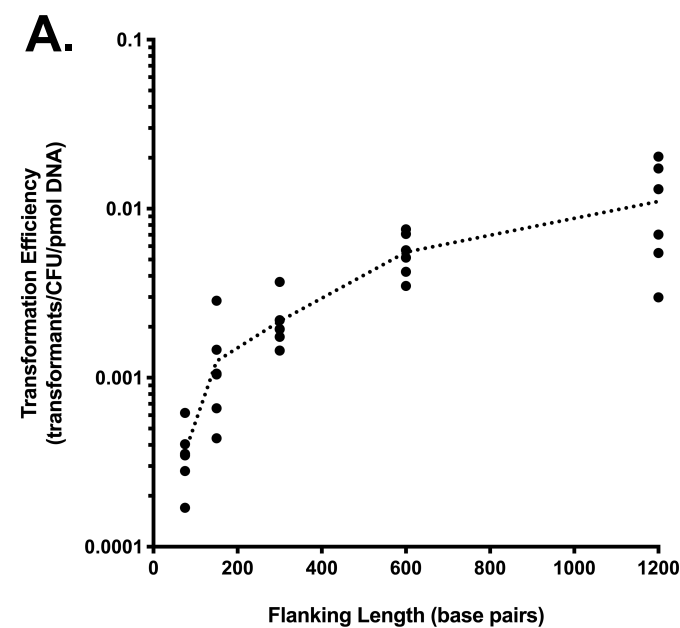 A.
Transformation Efficiency
(transformants/CFU/pmol DNA)
0.1
0.01
0.001
0.0001
0 200 400 600 800 1000 1200
Flanking Length (base pairs)